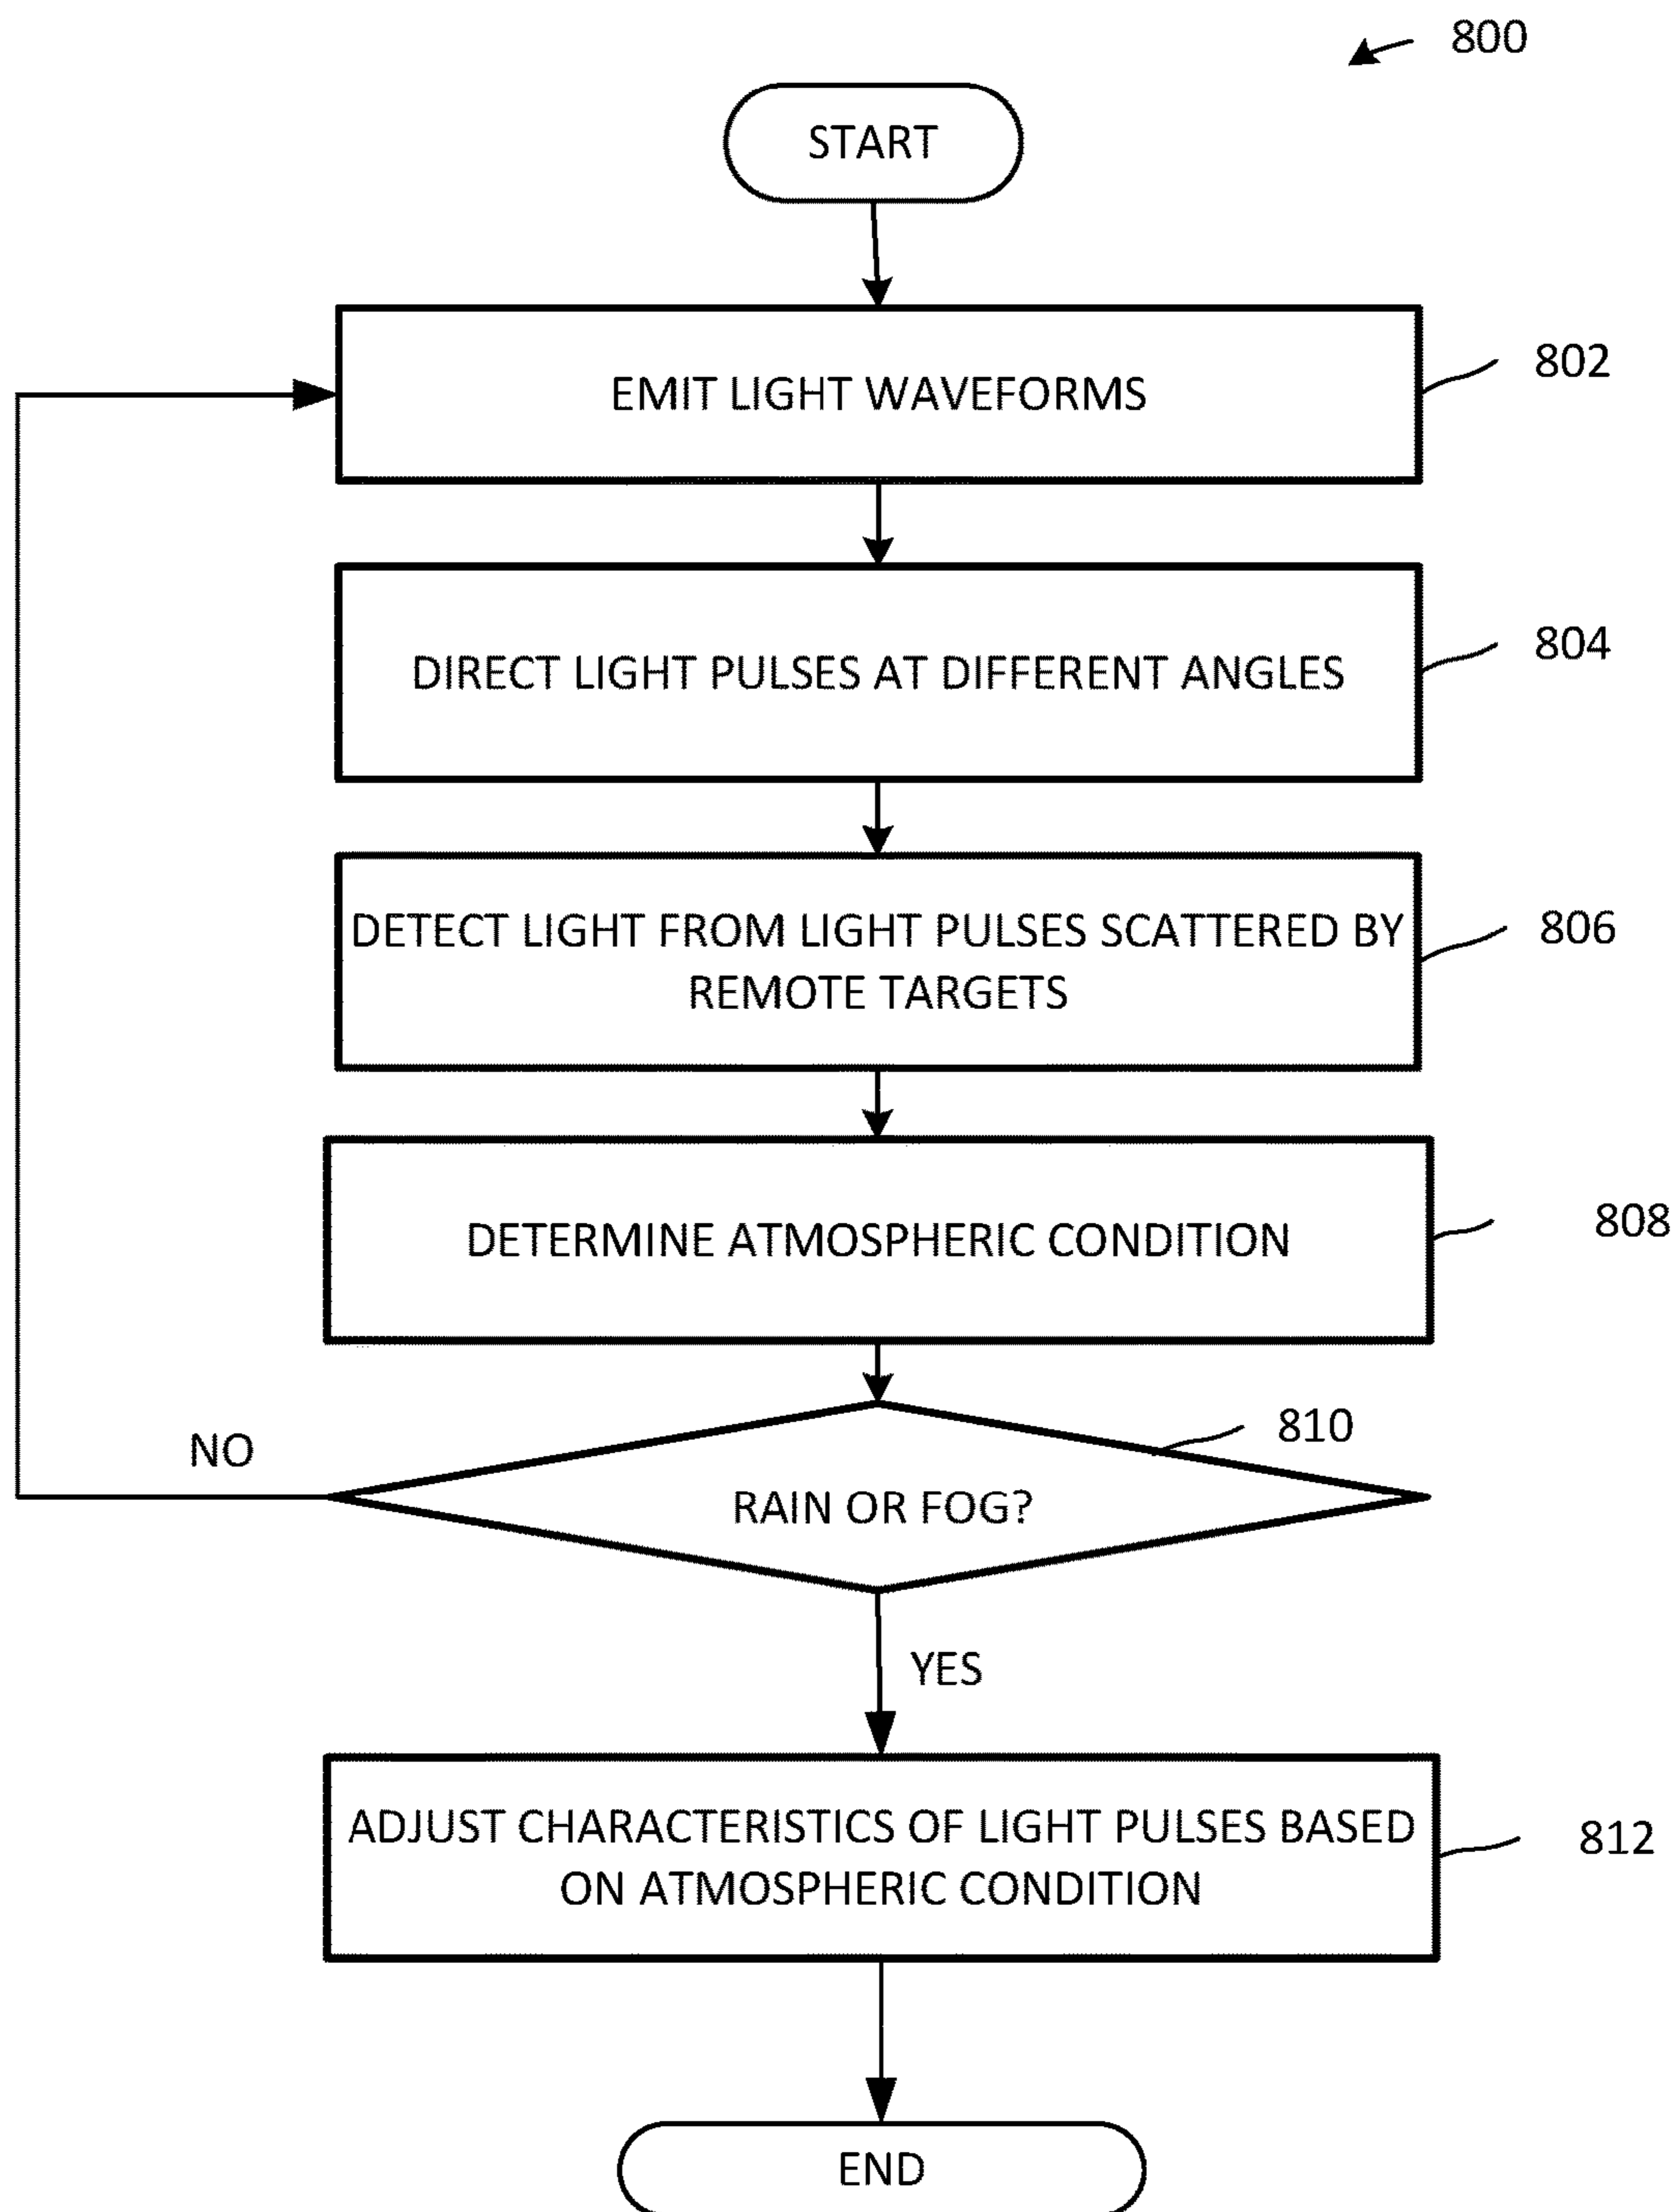 800
START
EMIT LIGHT WAVEFORMS
802
DIRECT LIGHT PULSES AT DIFFERENT ANGLES
804
DETECT LIGHT FROM LIGHT PULSES SCATTERED BY
REMOTE TARGETS
806
DETERMINE ATMOSPHERIC CONDITION
808
810
NO
RAIN OR FOG?
YES
ADJUST CHARACTERISTICS OF LIGHT PULSES BASED
ON ATMOSPHERIC CONDITION
812
END